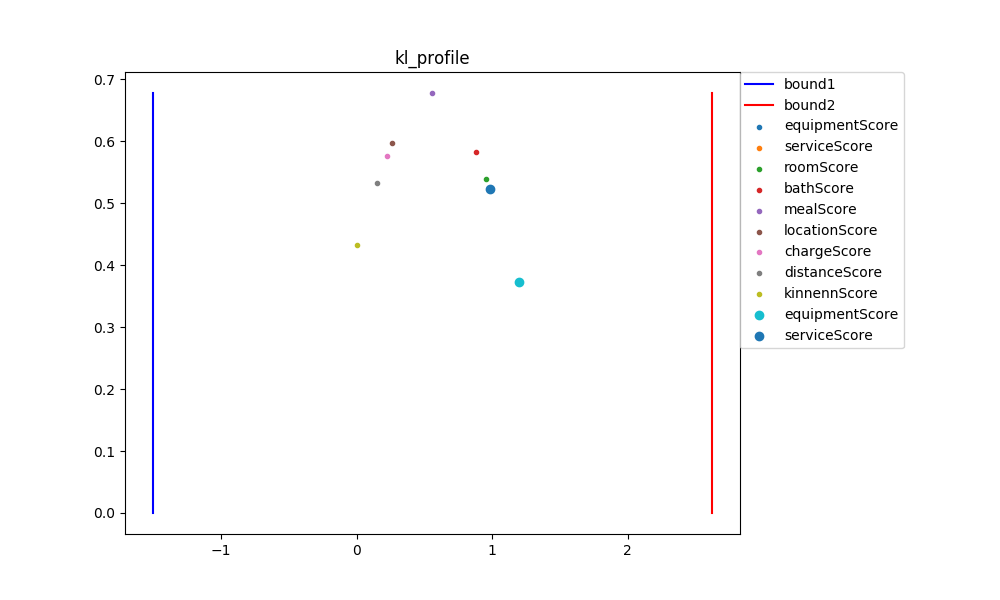 kl_profile
0.7
0.6
0.5
0.4
0.3
0.2
0.1
0.0
−1
0
1
2
bound1
bound2
equipmentScore
serviceScore
roomScore
bathScore
mealScore
locationScore
chargeScore
distanceScore
kinnennScore
equipmentScore
serviceScore